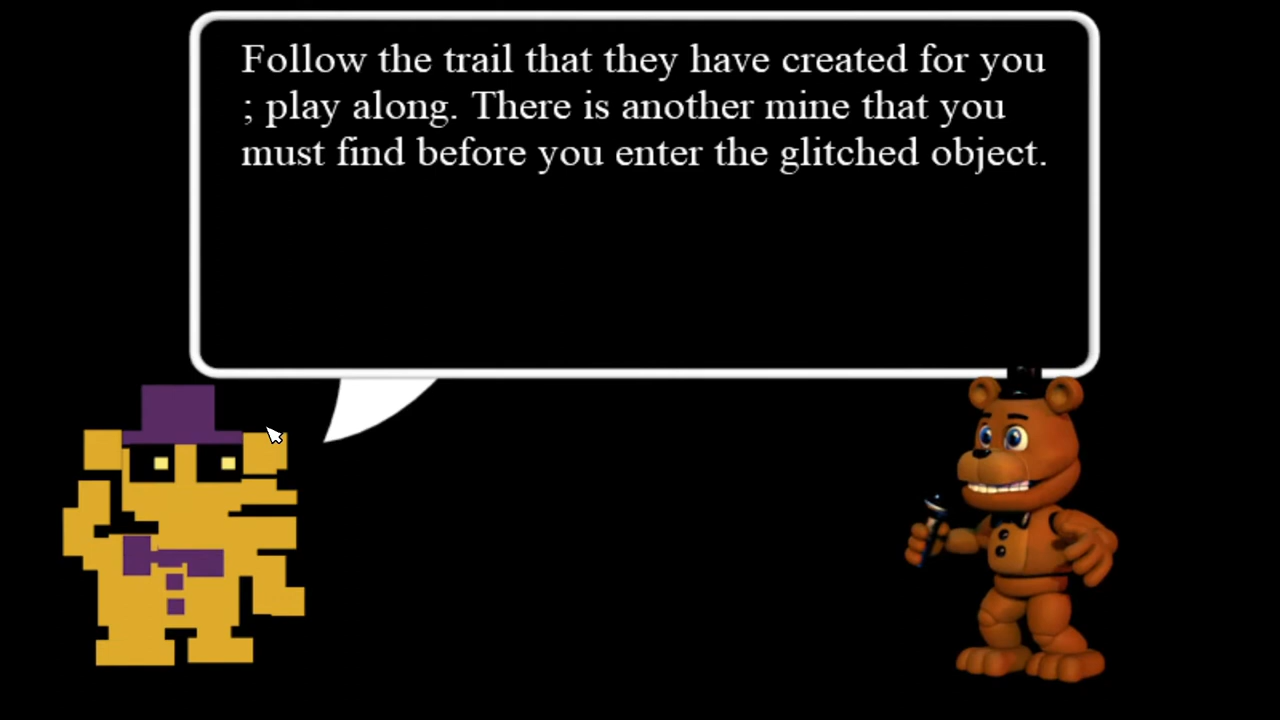 Follow the trail that they have created for you
; play along. There is another mine that you
must find before you enter the glitched object.